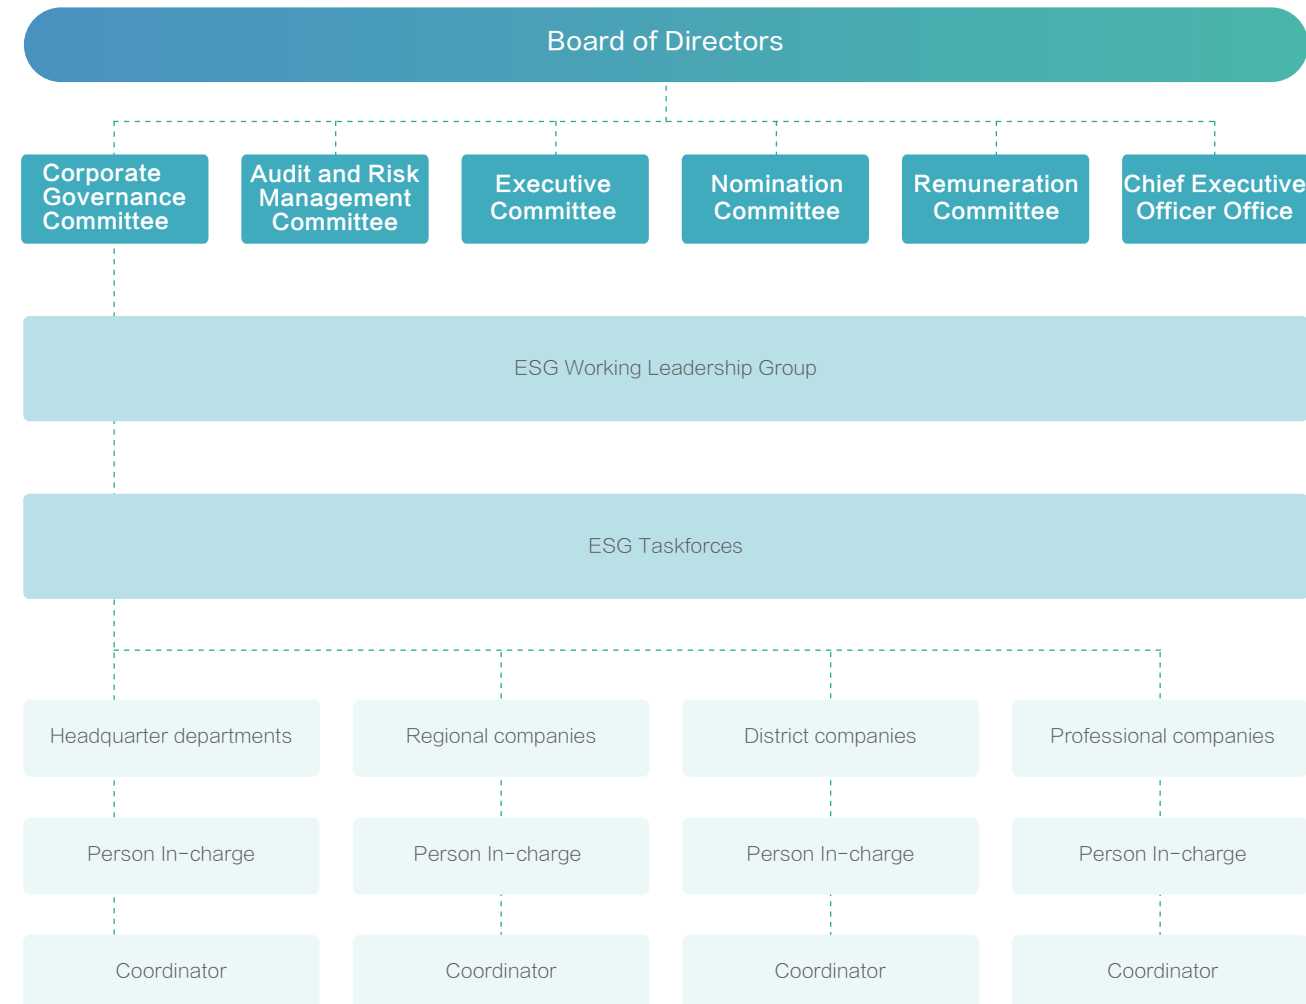 Board of Directors
Corporate
Governance
Committee
Audit and Risk
Management
Committee
Executive
Committee
Nomination
Committee
Remuneration
Committee
Chief Executive
Officer Office
ESG Working Leadership Group
ESG Taskforces
Headquarter departments
Regional companies
District companies
Professional companies
Person In-charge
Person In-charge
Person In-charge
Person In-charge
Coordinator
Coordinator
Coordinator
Coordinator